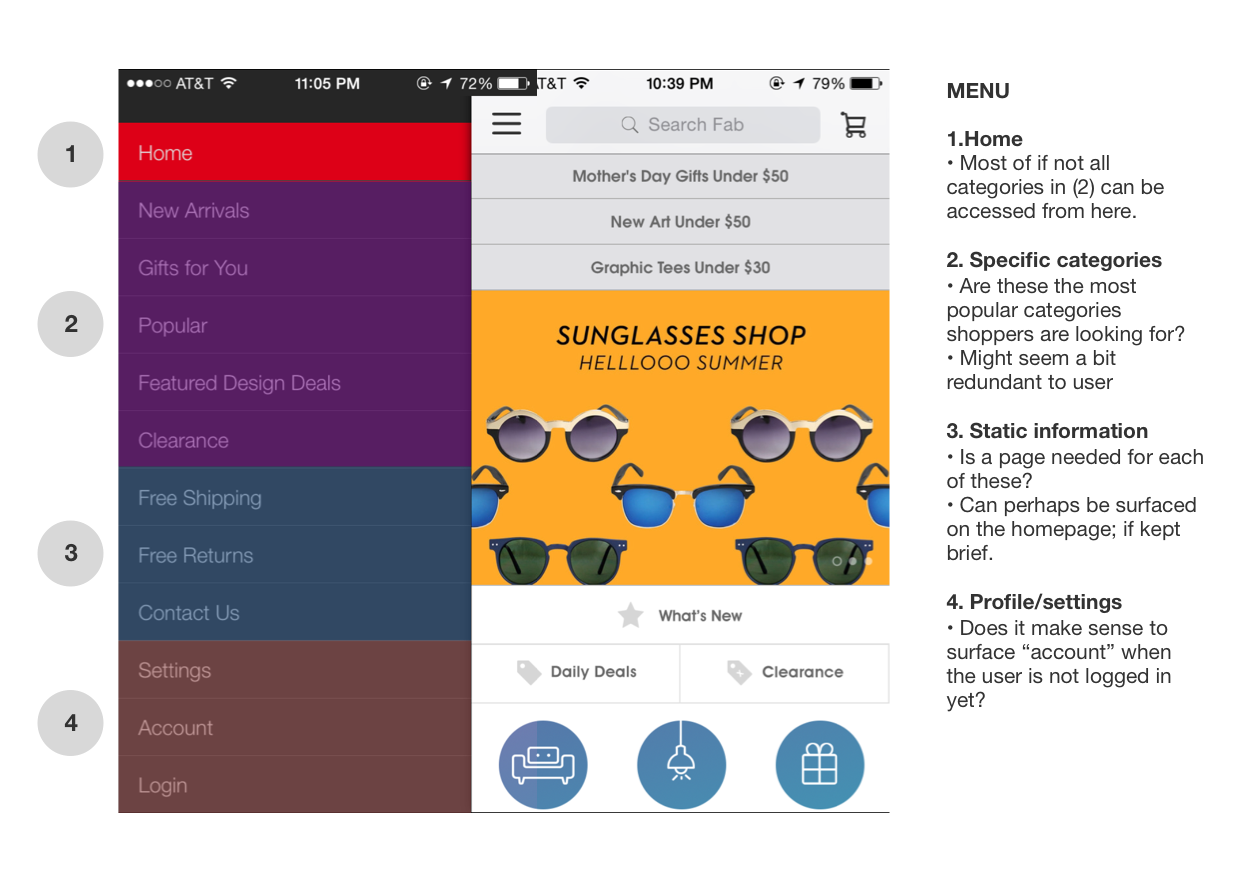 ●●●○○ AT&T 11:05 PM 72%
T&T 10:39 PM 79%
1
Home
New Arrivals
Gifts for You
2
Popular
Featured Design Deals
Clearance
Free Shipping
3
Free Returns
Contact Us
Settings
4
Account
Login
Search Fab
Mother's Day Gifts Under $50
New Art Under $50
Graphic Tees Under $30
SUNGLASSES SHOP
HELLLOOO SUMMER
What's New
Daily Deals
Clearance
MENU
1.Home
• Most of if not all
categories in (2) can be
accessed from here.
2. Specific categories
• Are these the most
popular categories
shoppers are looking for?
• Might seem a bit
redundant to user
3. Static information
• Is a page needed for each
of these?
• Can perhaps be surfaced
on the homepage; if kept
brief.
4. Profile/settings
• Does it make sense to
surface “account” when
the user is not logged in
yet?